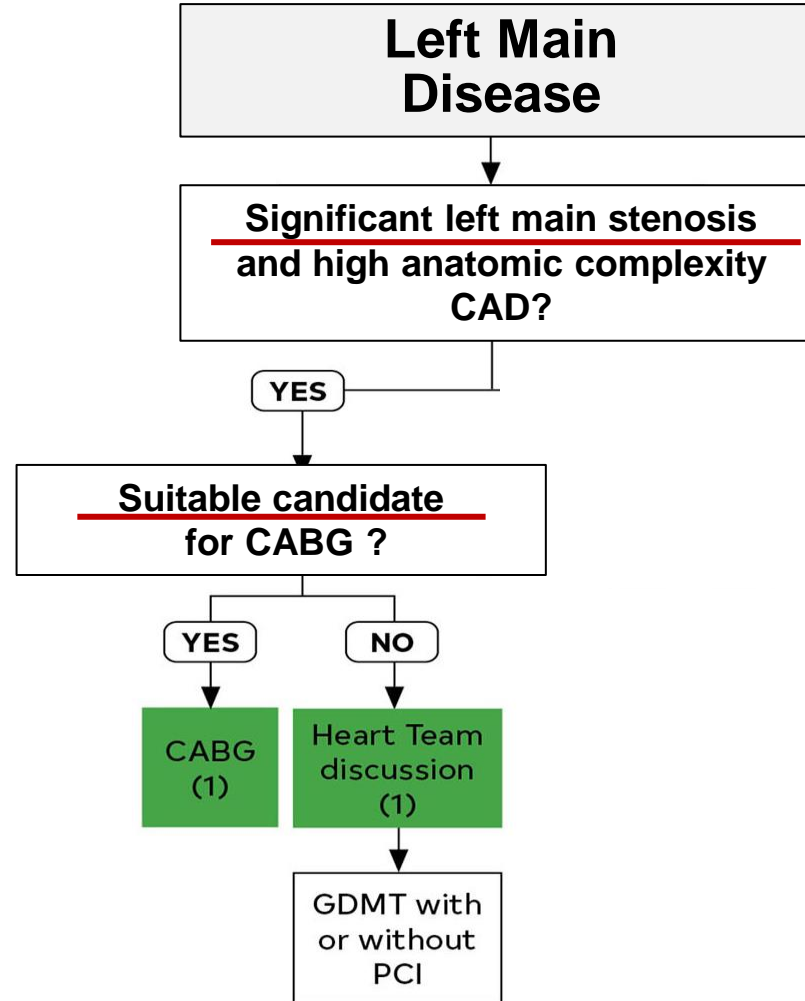 Left Main
Disease
Significant left main stenosis
and high anatomic complexity
CAD?
YES
Suitable candidate
for CABG ?
YES
NO
CABG
(1)
Heart Team
discussion
(1)
GDMT with
or without
PCI